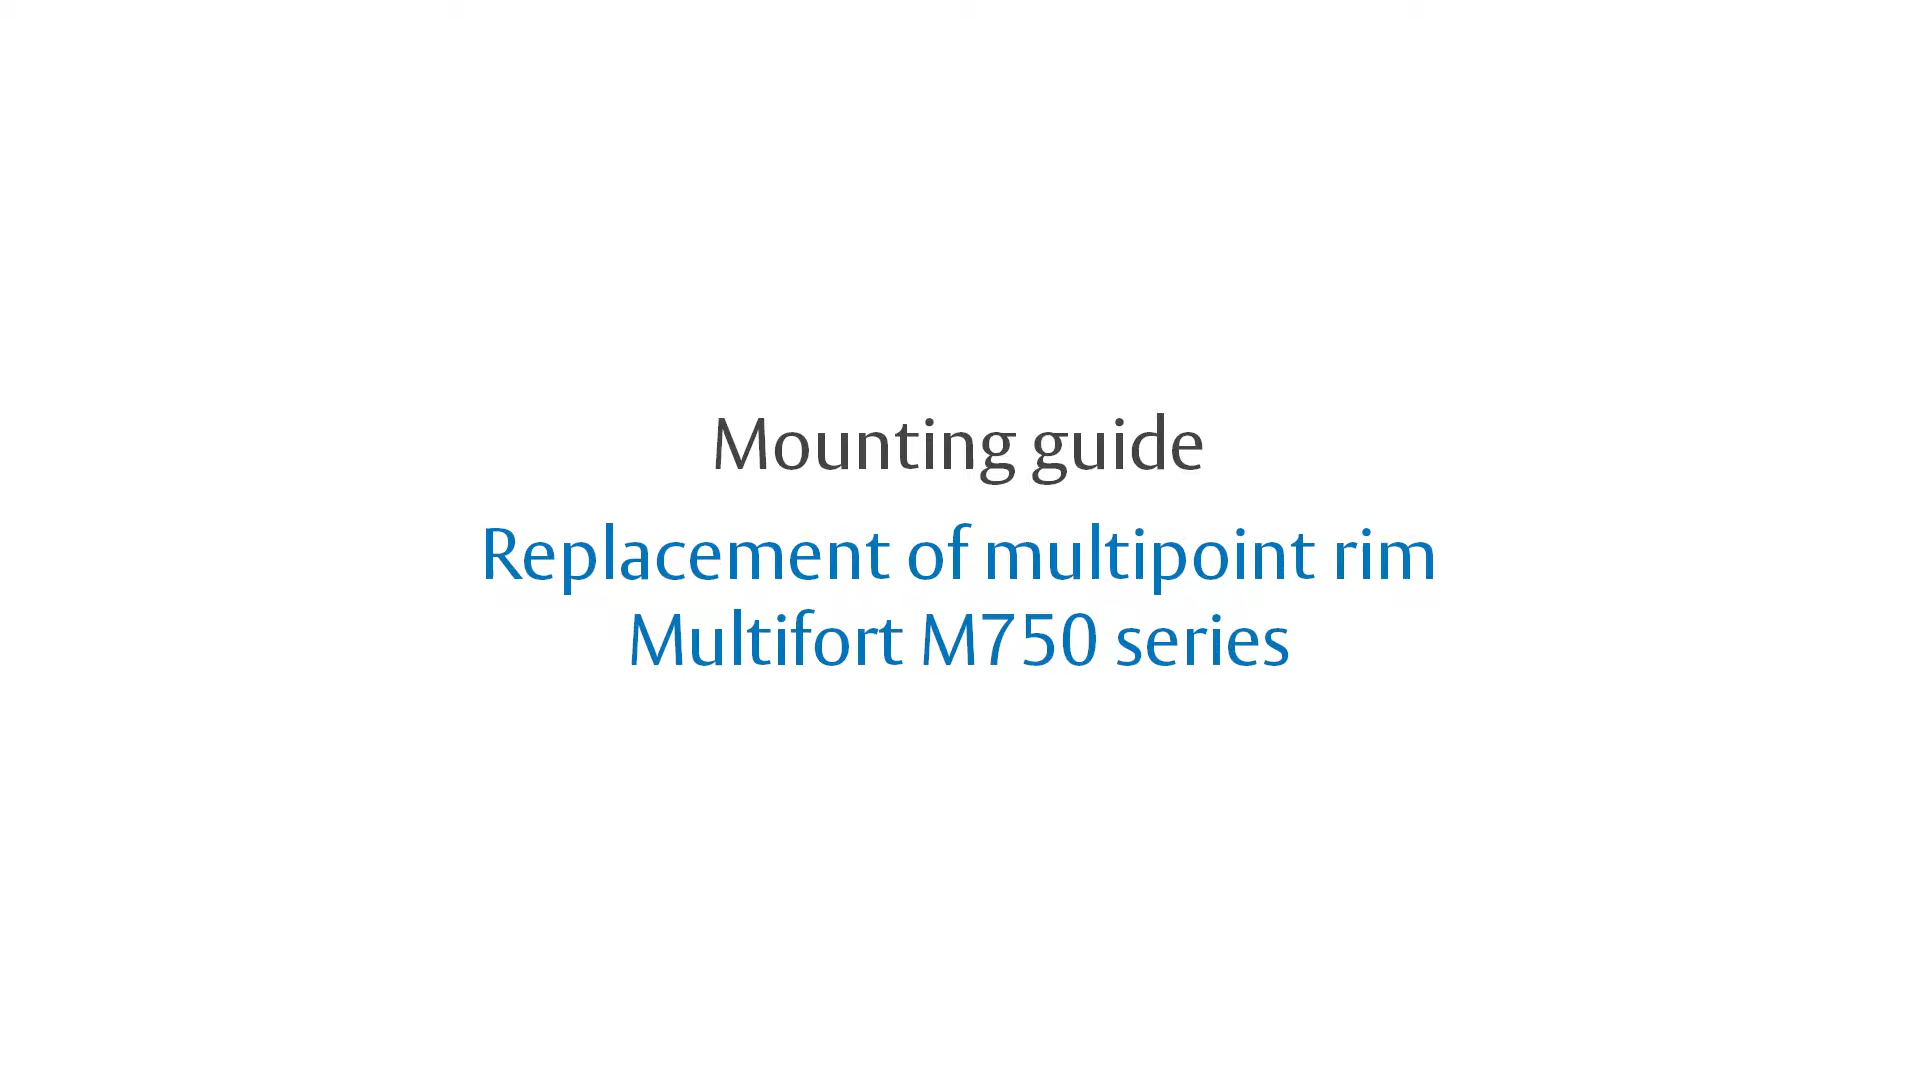 Mounting guide
Replacement of multipoint rim
Multifort M750 series